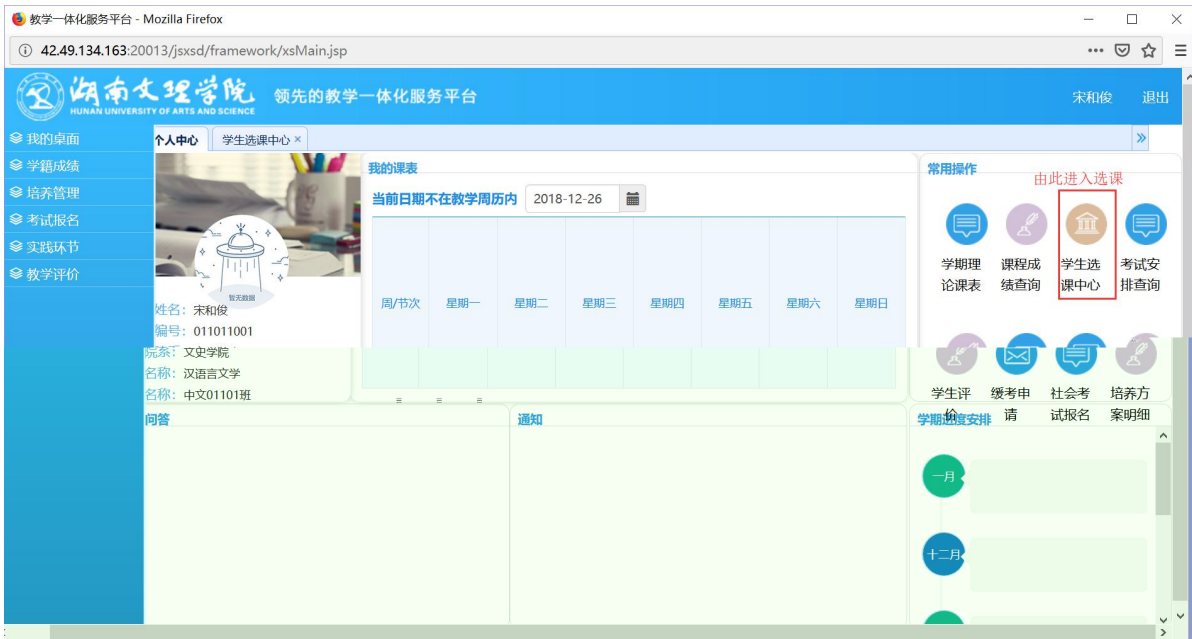 教学一体化服务平台 - Mozilla Firefox
42.49.134.163:20013/jsxsd/framework/xsMain.jsp
湖南文理学院
HUNAN UNIVERSITY OF ARTS AND SCIENCE
领先的教学一体化服务平台
宋和俊 退出
我的桌面
学籍成绩
培养管理
考试报名
实践环节
教学评价
个人中心 学生选课中心 ×
暂无数据
姓名：宋和俊
编号：011011001
院系：文史学院
名称：汉语言文学
名称：中文01101班
我的课表
当前日期不在教学周历内 2018-12-26
周/节次 星期一 星期二 星期三 星期四 星期五 星期六 星期日
常用操作
由此进入选课
学期理论课表
课程成绩查询
学生选课中心
考试安排查询
学生评价
缓考申请
社会考试报名
培养方案明细
问答
通知
学期进度安排
一月
十二月